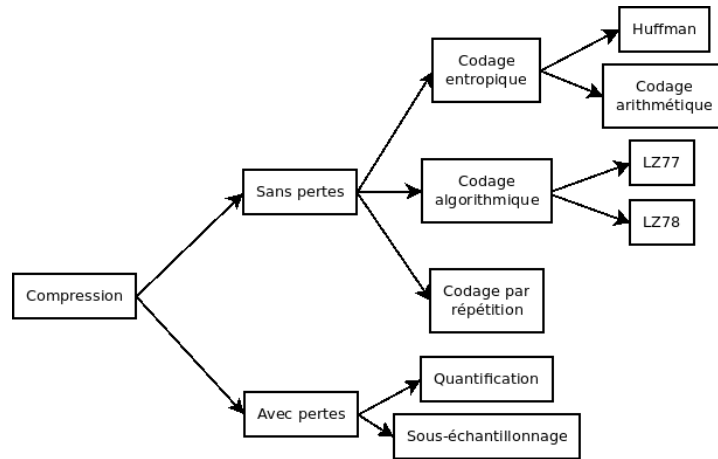 Huffman
Codage
entropique
Codage
arithmétique
LZ77
Sans pertes
Codage
algorithmique
LZ78
Compression
Codage par
répétition
Quantification
Avec pertes
Sous-échantillonnage